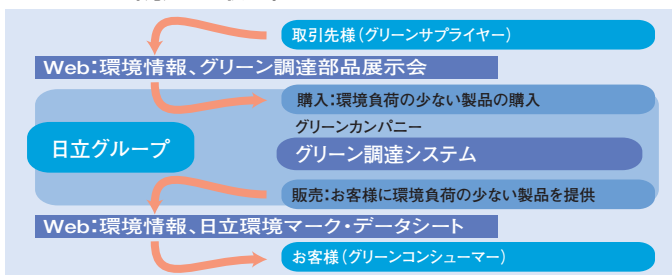 取引先様（グリーンサプライヤー）
Web：環境情報、グリーン調達部品展示会
購入：環境負荷の少ない製品の購入
グリーンカンパニー
日立グループ
グリーン調達システム
販売：お客様に環境負荷の少ない製品を提供
Web：環境情報、日立環境マーク・データシート
お客様（グリーンコンシューマー）